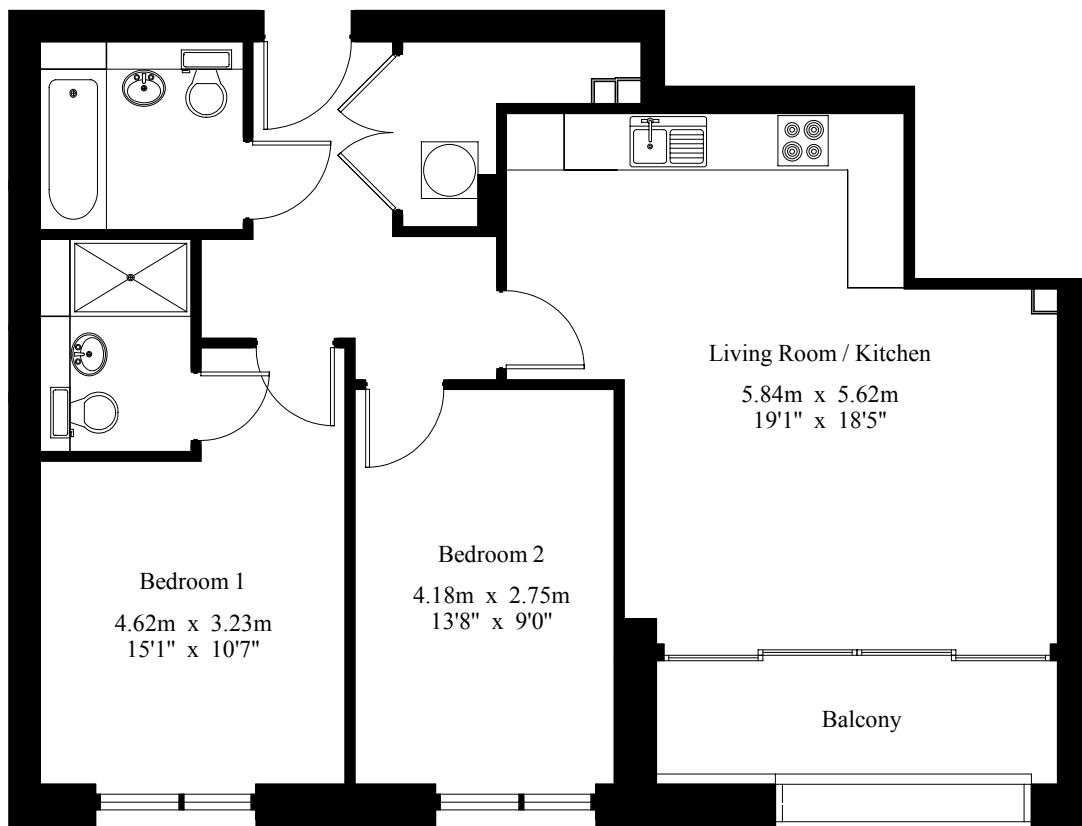 Living Room / Kitchen
5.84m x 5.62m
19'1" x 18'5"
Bedroom 2
4.18m x 2.75m
13'8" x 9'0"
Bedroom 1
4.62m x 3.23m
15'1" x 10'7"
Balcony